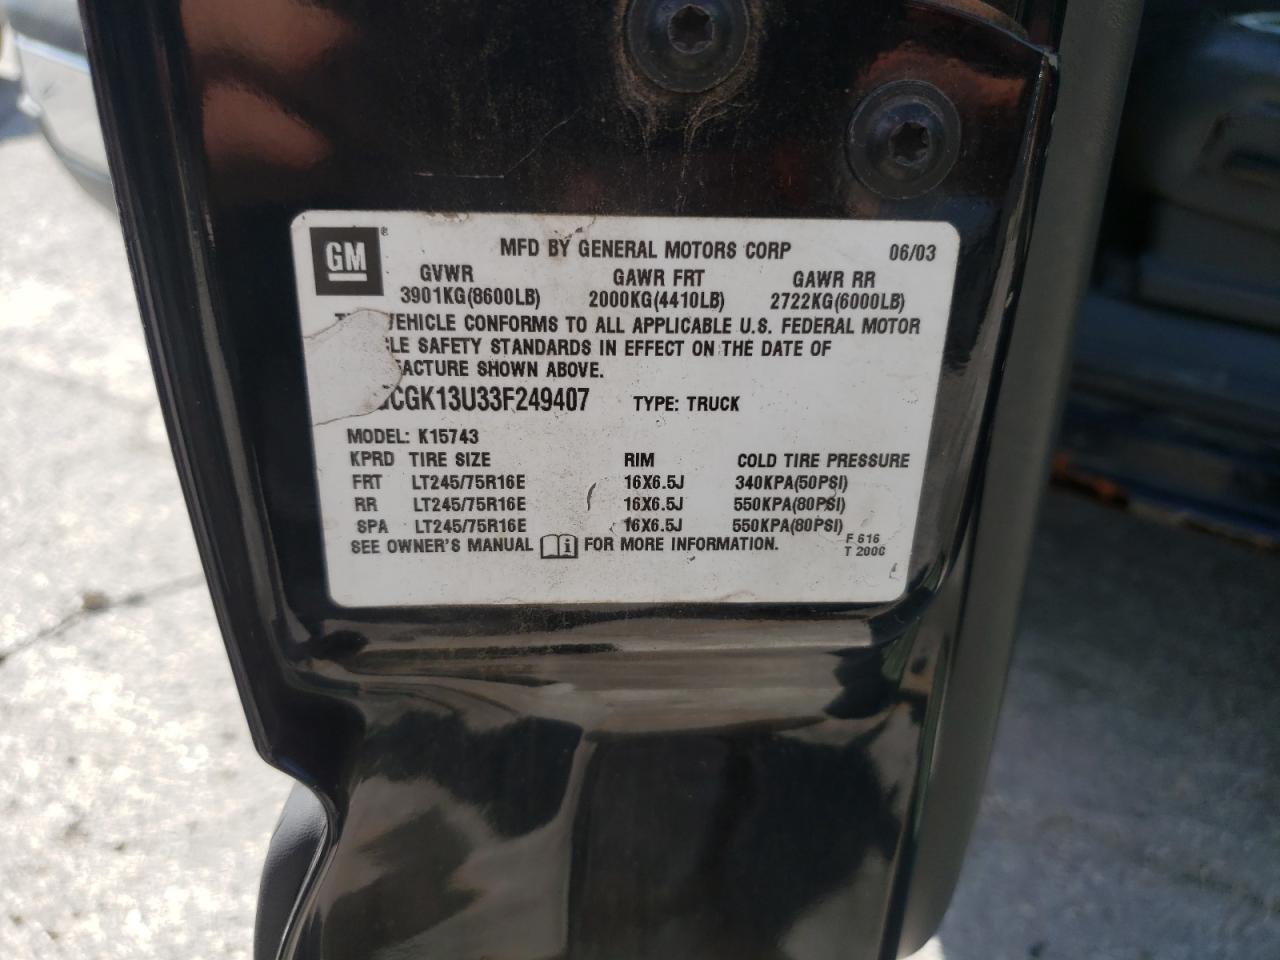 GM ® MFD BY GENERAL MOTORS CORP 06/03
GVWR GAWR FRT GAWR RR
3901KG(8600LB) 2000KG(4410LB) 2722KG(6000LB)
VEHICLE CONFORMS TO ALL APPLICABLE U.S. FEDERAL MOTOR
CLE SAFETY STANDARDS IN EFFECT ON THE DATE OF
FACTURE SHOWN ABOVE.
GCGK13U33F249407 TYPE: TRUCK
MODEL: K15743
KPRD TIRE SIZE RIM COLD TIRE PRESSURE
FRT LT245/75R16E 16X6.5J 340KPA(50PSI)
RR LT245/75R16E 16X6.5J 550KPA(80PSI)
SPA LT245/75R16E 16X6.5J 550KPA(80PSI)
SEE OWNER'S MANUAL i FOR MORE INFORMATION.
F 616
T 2000